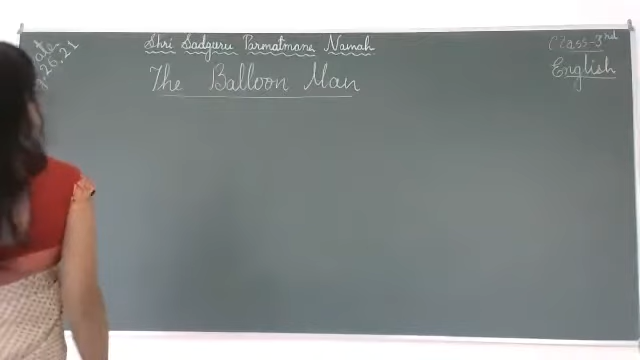 Shri Sadguru Parmatmane Namah
Class-3rd
The Balloon Man
English